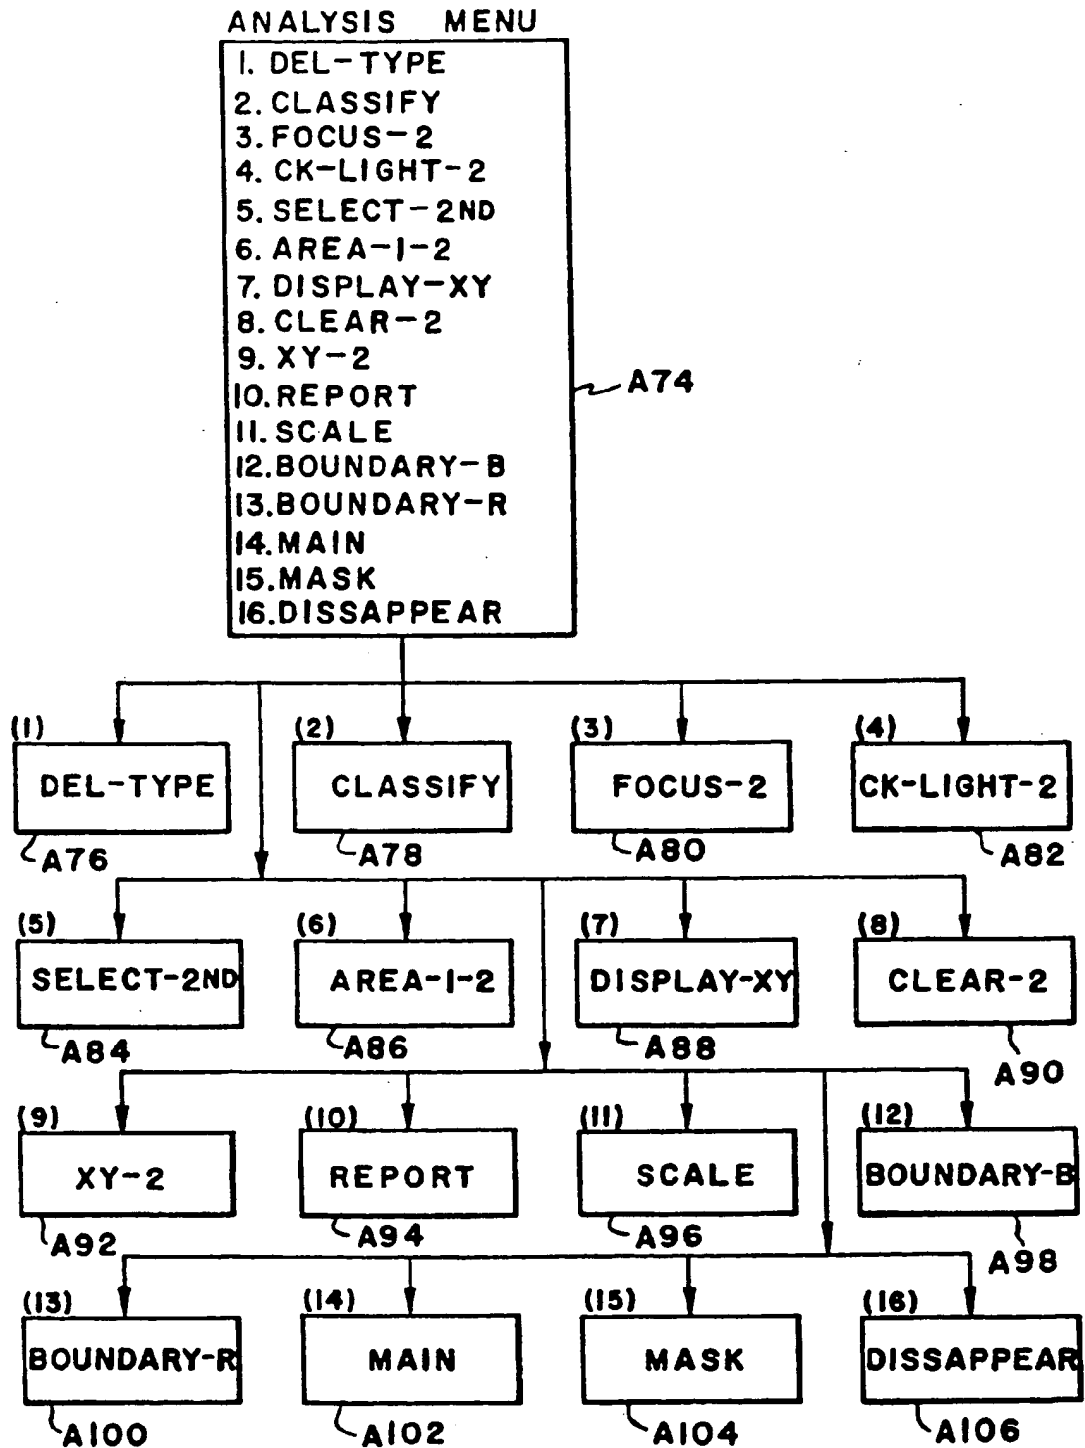 ANALYSIS MENU
1. DEL-TYPE
2. CLASSIFY
3. FOCUS-2
4. CK-LIGHT-2
5. SELECT-2ND
6. AREA-1-2
7. DISPLAY-XY
8. CLEAR-2
9. XY-2
10. REPORT
11. SCALE
12. BOUNDARY-B
13. BOUNDARY-R
14. MAIN
15. MASK
16. DISSAPPEAR
A74
(1) (2) (3) (4)
DEL-TYPE CLASSIFY FOCUS-2 CK-LIGHT-2
A76 A78 A80 A82
(5) (6) (7) (8)
SELECT-2ND AREA-1-2 DISPLAY-XY CLEAR-2
A84 A86 A88 A90
(9) (10) (11) (12)
XY-2 REPORT SCALE BOUNDARY-B
A92 A94 A96 A98
(13) (14) (15) (16)
BOUNDARY-R MAIN MASK DISSAPPEAR
A100 A102 A104 A106